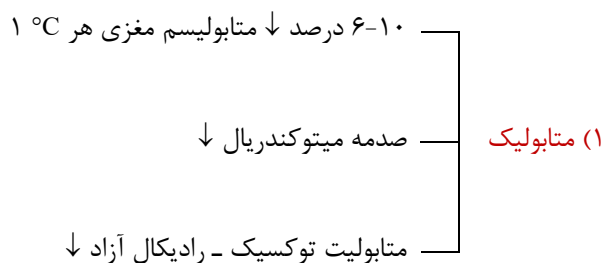 ۶-۱۰ درصد ↓ متابولیسم مغزی هر ۱ °C
۱) متابولیک
صدمه میتوکندریال ↓
متابولیت توکسیک ـ رادیکال آزاد ↓